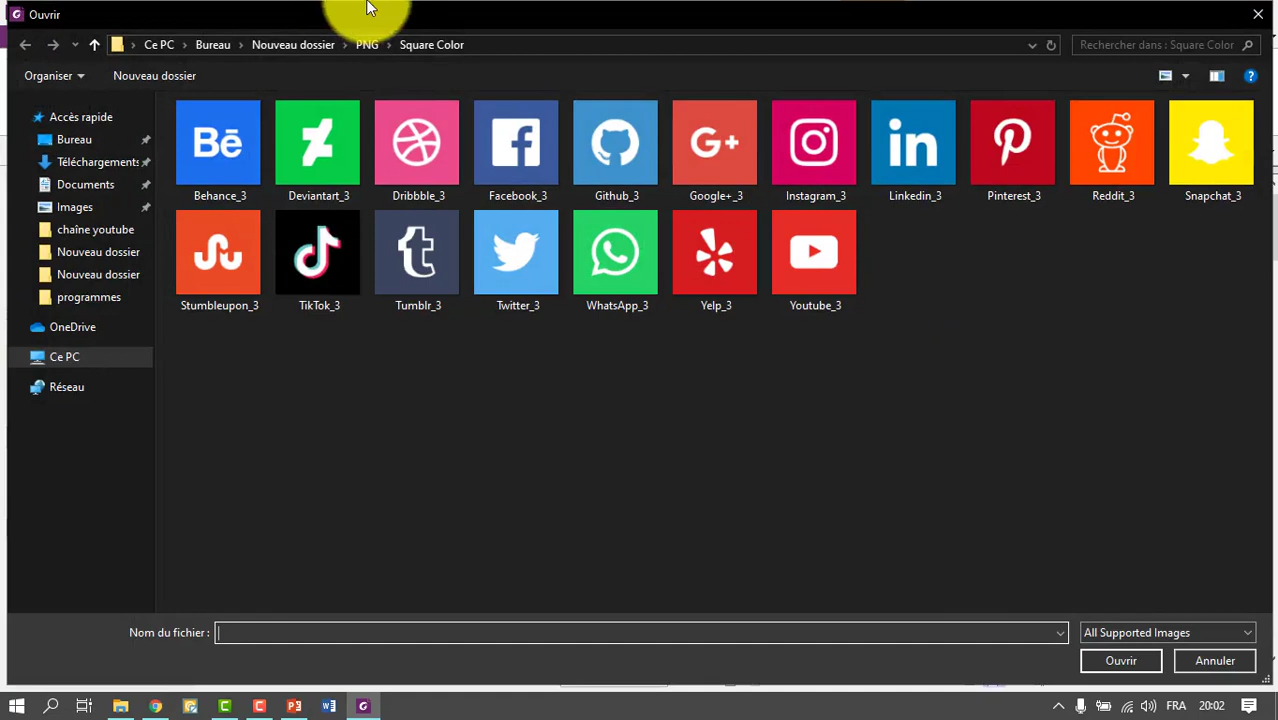 Ouvrir
Ce PC
Bureau
Nouveau dossier
PNG
Square Color
Rechercher dans : Square Color
Organiser
Nouveau dossier
Accès rapide
Bureau
Téléchargements
Documents
Images
chaîne youtube
Nouveau dossier
Nouveau dossier
programmes
OneDrive
Ce PC
Réseau
Bē
G+
in
Behance_3
Deviantart_3
Dribbble_3
Facebook_3
Github_3
Google+_3
Instagram_3
Linkedin_3
Pinterest_3
Reddit_3
Snapchat_3
Stumbleupon_3
TikTok_3
Tumblr_3
Twitter_3
WhatsApp_3
Yelp_3
Youtube_3
Nom du fichier :
All Supported Images
Ouvrir
Annuler
FRA
20:02